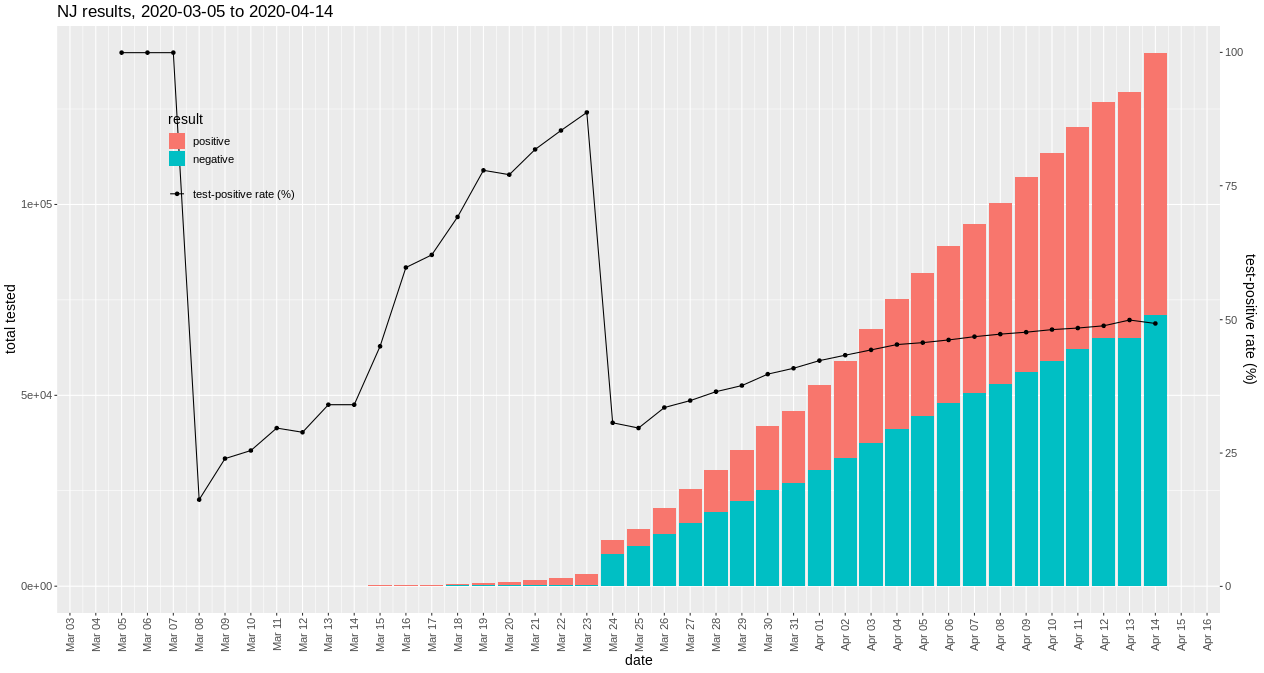 NJ results, 2020-03-05 to 2020-04-14
result
positive
negative
test-positive rate (%)
total tested
1e+05
5e+04
0e+00
100
75
50
25
0
test-positive rate (%)
Mar 03
Mar 04
Mar 05
Mar 06
Mar 07
Mar 08
Mar 09
Mar 10
Mar 11
Mar 12
Mar 13
Mar 14
Mar 15
Mar 16
Mar 17
Mar 18
Mar 19
Mar 20
Mar 21
Mar 22
Mar 23
Mar 24
Mar 25
Mar 26
Mar 27
Mar 28
Mar 29
Mar 30
Mar 31
Apr 01
Apr 02
Apr 03
Apr 04
Apr 05
Apr 06
Apr 07
Apr 08
Apr 09
Apr 10
Apr 11
Apr 12
Apr 13
Apr 14
Apr 15
Apr 16
date